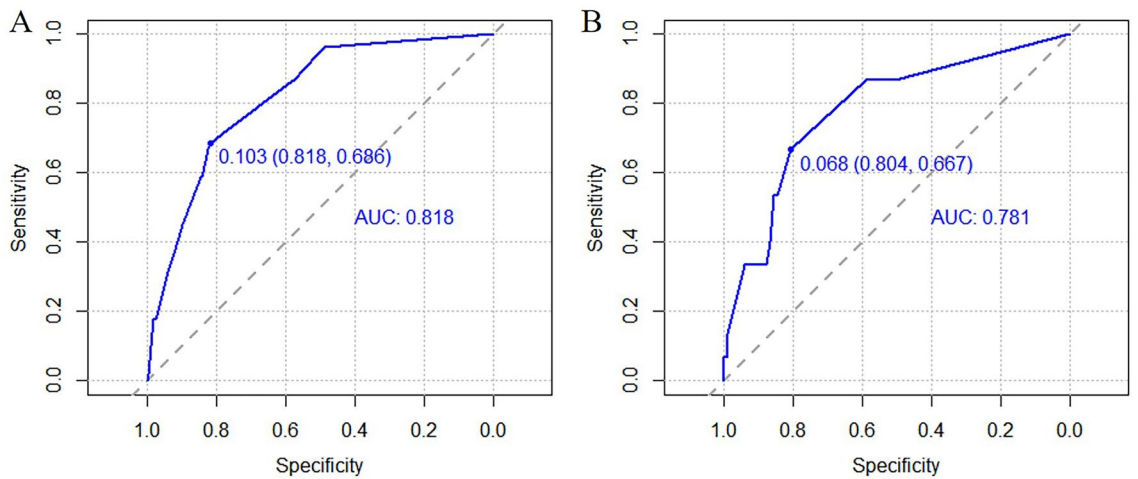 A
Sensitivity
1.0
0.8
0.6
0.4
0.2
0.0
0.103 (0.818, 0.686)
AUC: 0.818
1.0 0.8 0.6 0.4 0.2 0.0
Specificity
B
Sensitivity
1.0
0.8
0.6
0.4
0.2
0.0
0.068 (0.804, 0.667)
AUC: 0.781
1.0 0.8 0.6 0.4 0.2 0.0
Specificity